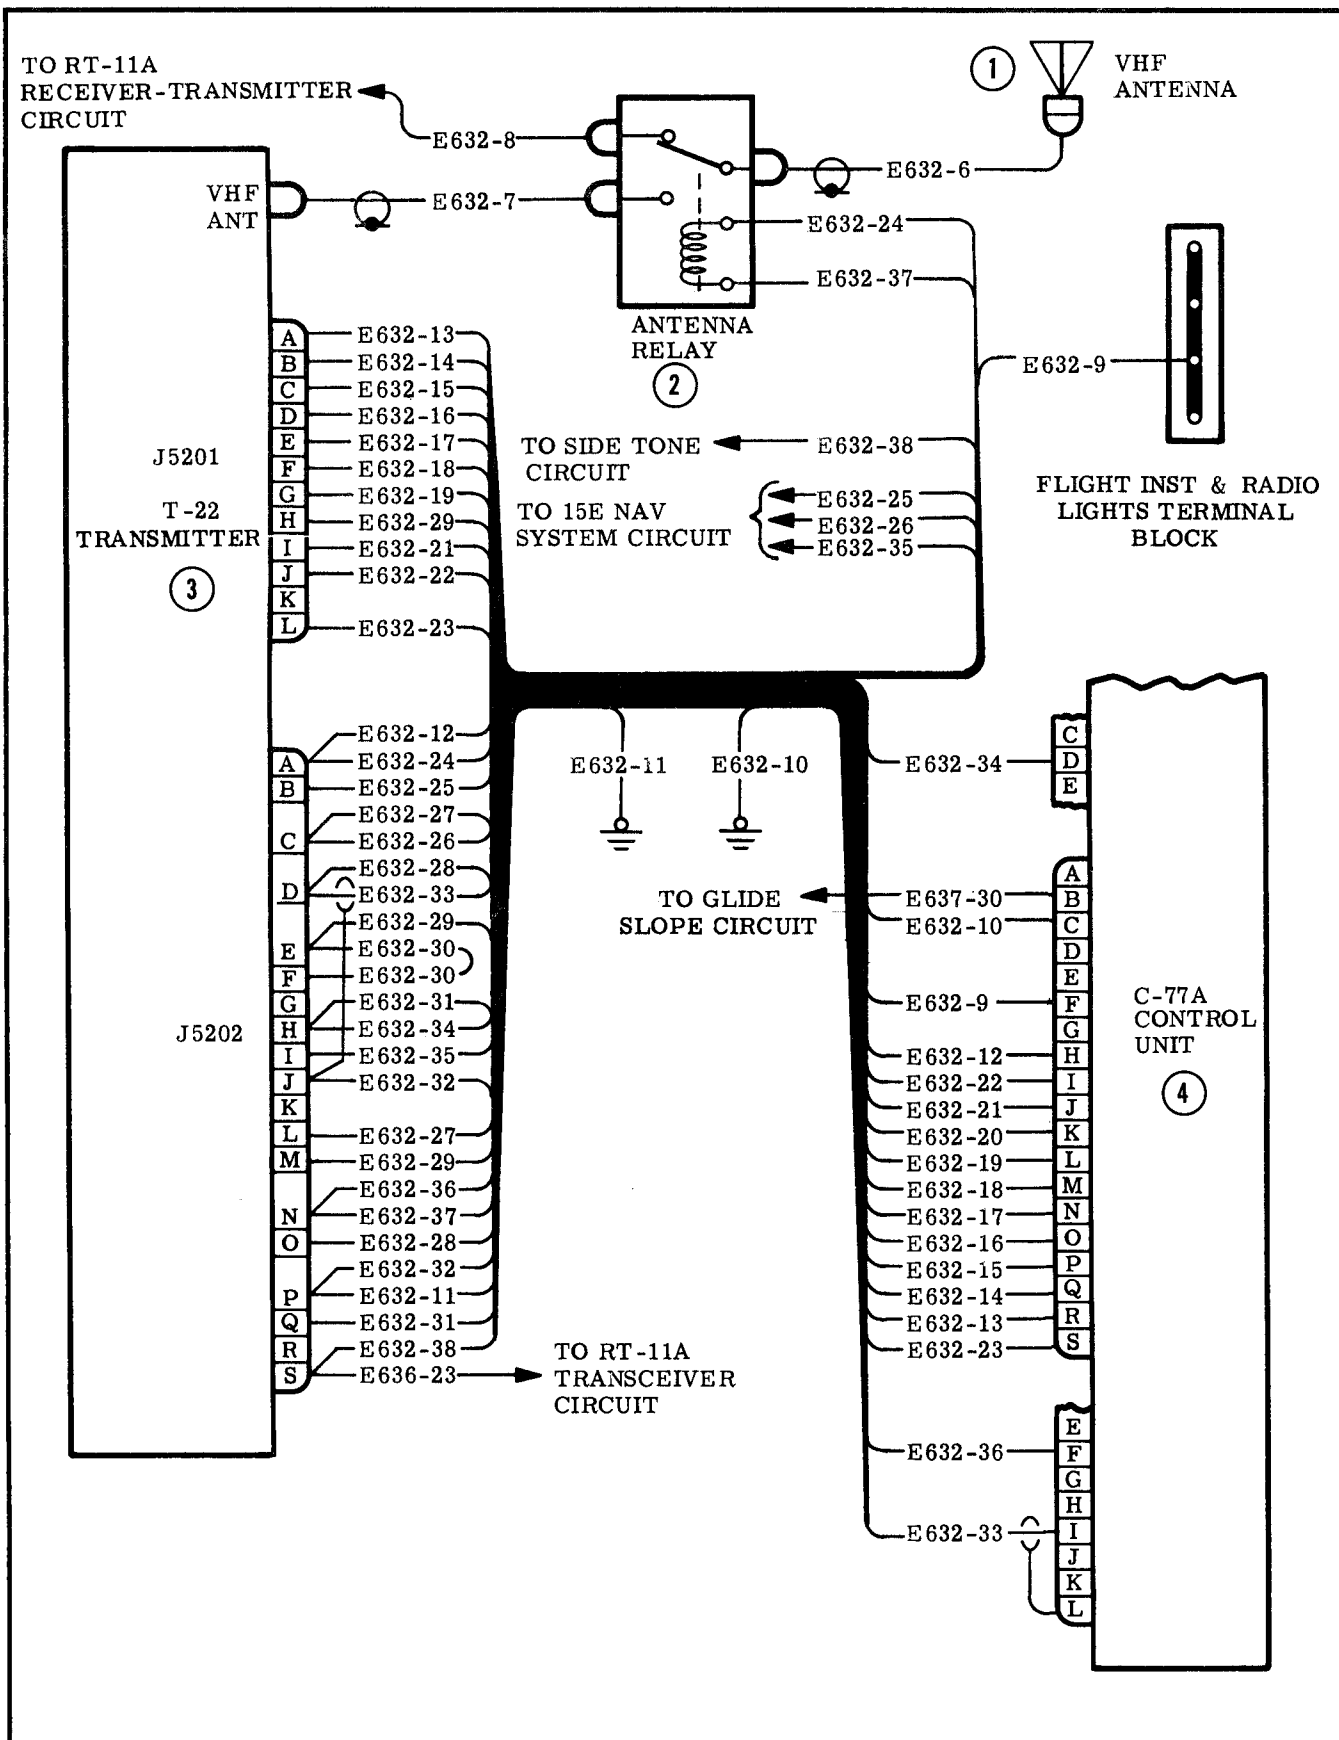 TO RT-11A
RECEIVER-TRANSMITTER
CIRCUIT
E632-8
1
VHF
ANTENNA
E632-6
VHF
ANT
E632-7
E632-24
E632-37
ANTENNA
RELAY
2
E632-9
FLIGHT INST & RADIO
LIGHTS TERMINAL
BLOCK
TO SIDE TONE
CIRCUIT
E632-38
TO 15E NAV
SYSTEM CIRCUIT
E632-25
E632-26
E632-35
J5201
T-22
TRANSMITTER
3
A E632-13
B E632-14
C E632-15
D E632-16
E E632-17
F E632-18
G E632-19
H E632-29
I E632-21
J E632-22
K
L E632-23
J5202
E632-12
A E632-24
B E632-25
E632-27
C E632-26
E632-28
D E632-33
E632-29
E E632-30
F E632-30
G E632-31
H E632-34
I E632-35
J E632-32
K
L E632-27
M E632-29
E632-36
N E632-37
O E632-28
E632-32
P E632-11
Q E632-31
R E632-38
S E636-23
TO RT-11A
TRANSCEIVER
CIRCUIT
E632-11
E632-10
TO GLIDE
SLOPE CIRCUIT
C-77A
CONTROL
UNIT
4
C
E632-34 D
E
A
E637-30 B
E632-10 C
D
E
E632-9 F
G
E632-12 H
E632-22 I
E632-21 J
E632-20 K
E632-19 L
E632-18 M
E632-17 N
E632-16 O
E632-15 P
E632-14 Q
E632-13 R
E632-23 S
E
E632-36 F
G
H
E632-33 I
J
K
L